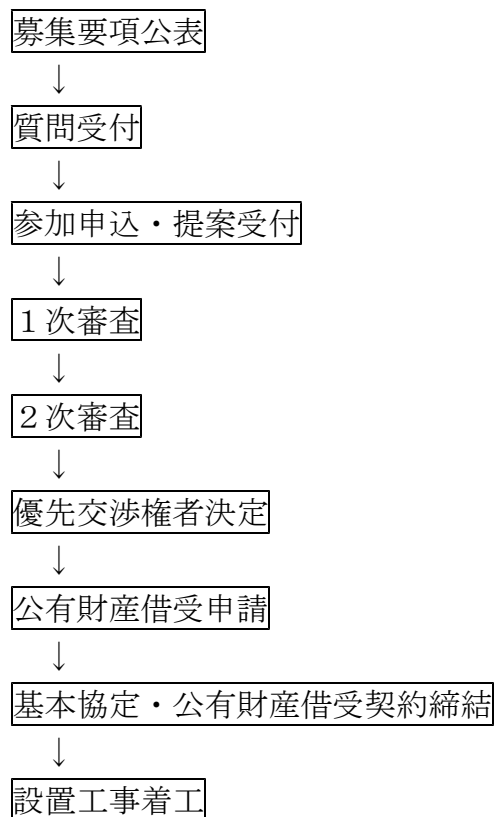 募集要項公表
↓
質問受付
↓
参加申込・提案受付
↓
１次審査
↓
２次審査
↓
優先交渉権者決定
↓
公有財産借受申請
↓
基本協定・公有財産借受契約締結
↓
設置工事着工